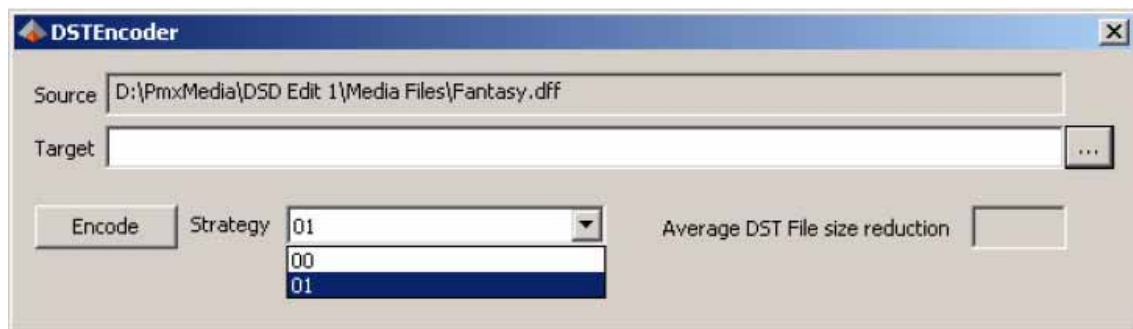 DSTEncoder
Source D:\PmxMedia\DSD Edit 1\Media Files\Fantasy.dff
Target ...
Encode Strategy 01 Average DST File size reduction
00
01